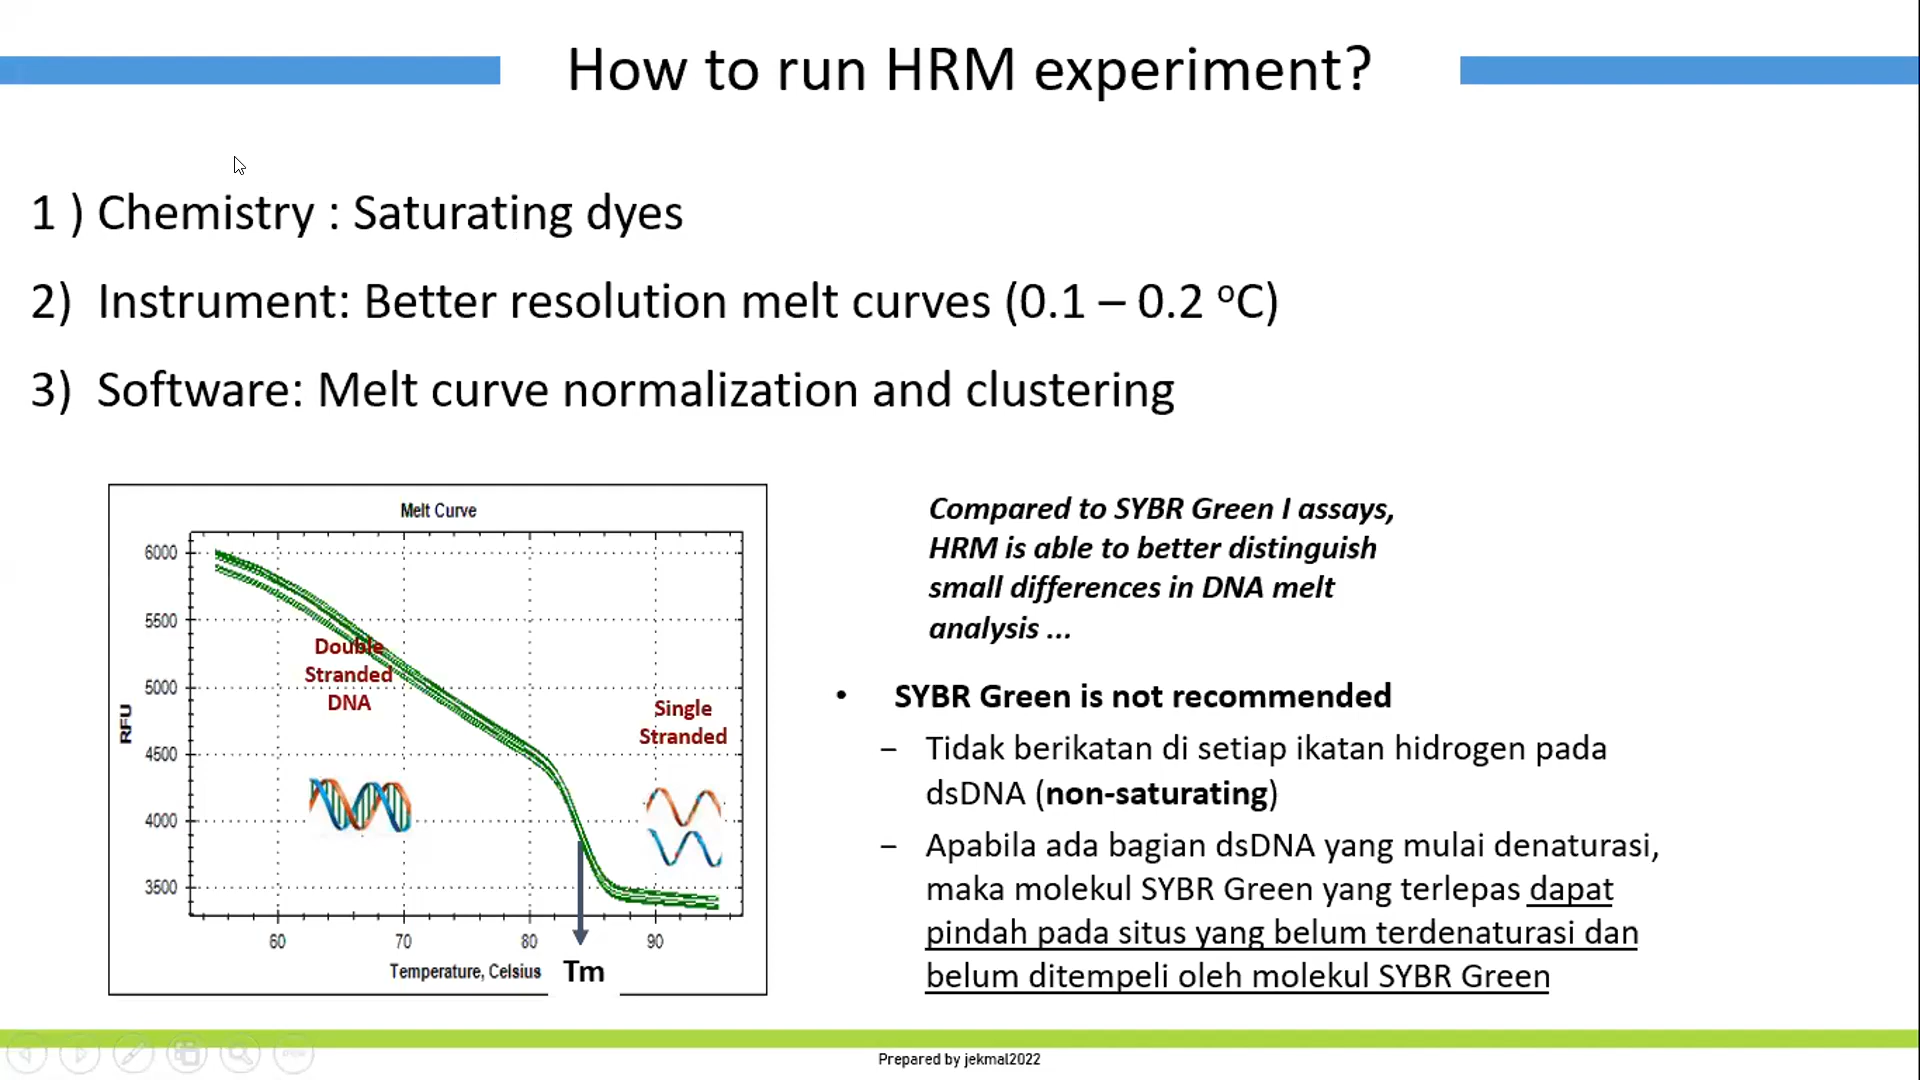 How to run HRM experiment?
1 ) Chemistry : Saturating dyes
2) Instrument: Better resolution melt curves (0.1 – 0.2 ºC)
3) Software: Melt curve normalization and clustering
Melt Curve
6000
5500
5000
4500
4000
3500
RFU
Double
Stranded
DNA
Single
Stranded
60
70
80
90
Temperature, Celsius
Tm
Compared to SYBR Green I assays,
HRM is able to better distinguish
small differences in DNA melt
analysis ...
• SYBR Green is not recommended
– Tidak berikatan di setiap ikatan hidrogen pada
dsDNA (non-saturating)
– Apabila ada bagian dsDNA yang mulai denaturasi,
maka molekul SYBR Green yang terlepas dapat
pindah pada situs yang belum terdenaturasi dan
belum ditempeli oleh molekul SYBR Green
Prepared by jekmal2022